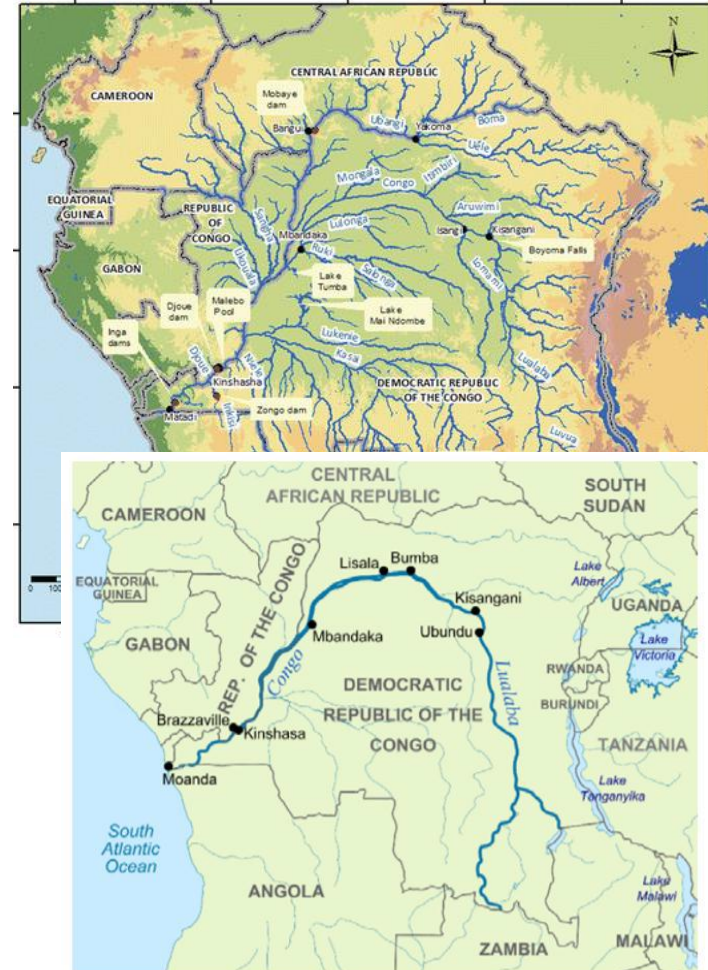 N
CENTRAL AFRICAN REPUBLIC
CAMEROON
Mobaye
dam
Bangui
Ubangi
Yakoma
Boma
Uéle
Mongala
Congo
Itimbiri
EQUATORIAL
GUINEA
REPUBLIC
OF
CONGO
Sangha
Aruwimi
Lulonga
Isangi
Kisangani
Mbandaka
Ruki
Boyoma Falls
GABON
Likouala
Lomami
Lake
Tumba
Salonga
Djoue
dam
Malebo
Pool
Lake
Mai Ndombe
Inga
dams
Lukenie
Lualaba
Djoue
Niele
Kasai
Kinshasha
DEMOCRATIC REPUBLIC
OF THE CONGO
Matadi
Inkisi
Zongo dam
Luvua
0
CENTRAL
AFRICAN REPUBLIC
SOUTH
SUDAN
CAMEROON
Lisala
Bumba
Lake
Albert
EQUATORIAL
GUINEA
REP. OF THE CONGO
Kisangani
UGANDA
GABON
Mbandaka
Ubundu
Lake
Victoria
Congo
Lualaba
RWANDA
DEMOCRATIC
REPUBLIC OF THE
CONGO
BURUNDI
Brazzaville
Kinshasa
TANZANIA
Moanda
Lake
Tanganyika
South
Atlantic
Ocean
ANGOLA
Lake
Malawi
ZAMBIA
MALAWI